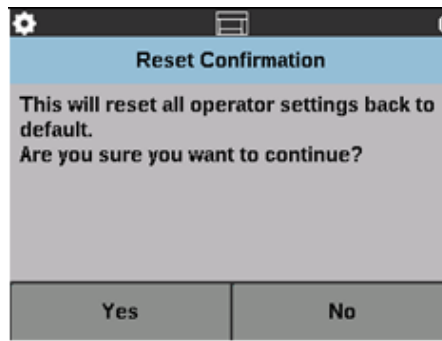 Reset Confirmation
This will reset all operator settings back to
default.
Are you sure you want to continue?
Yes
No